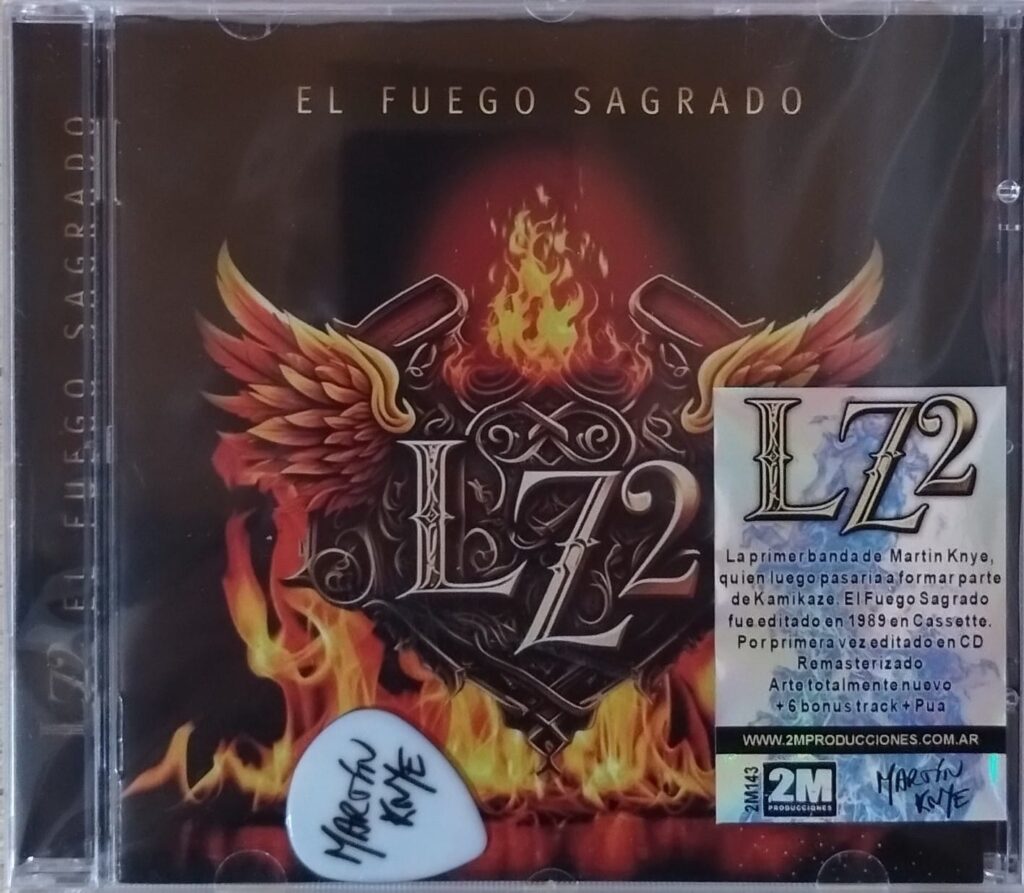 EL FUEGO SAGRADO
LZ2 EL FUEGO SAGRADO
LZ2
LZ2
La primer banda de Martin Knye,
quien luego pasaria a formar parte
de Kamikaze. El Fuego Sagrado
fue editado en 1989 en Cassette.
Por primera vez editado en CD
Remasterizado
Arte totalmente nuevo
+ 6 bonus track + Pua
WWW.2MPRODUCCIONES.COM.AR
2M143
2M
PRODUCCIONES
MARTÍN
KNYE
MARTÍN
KNYE